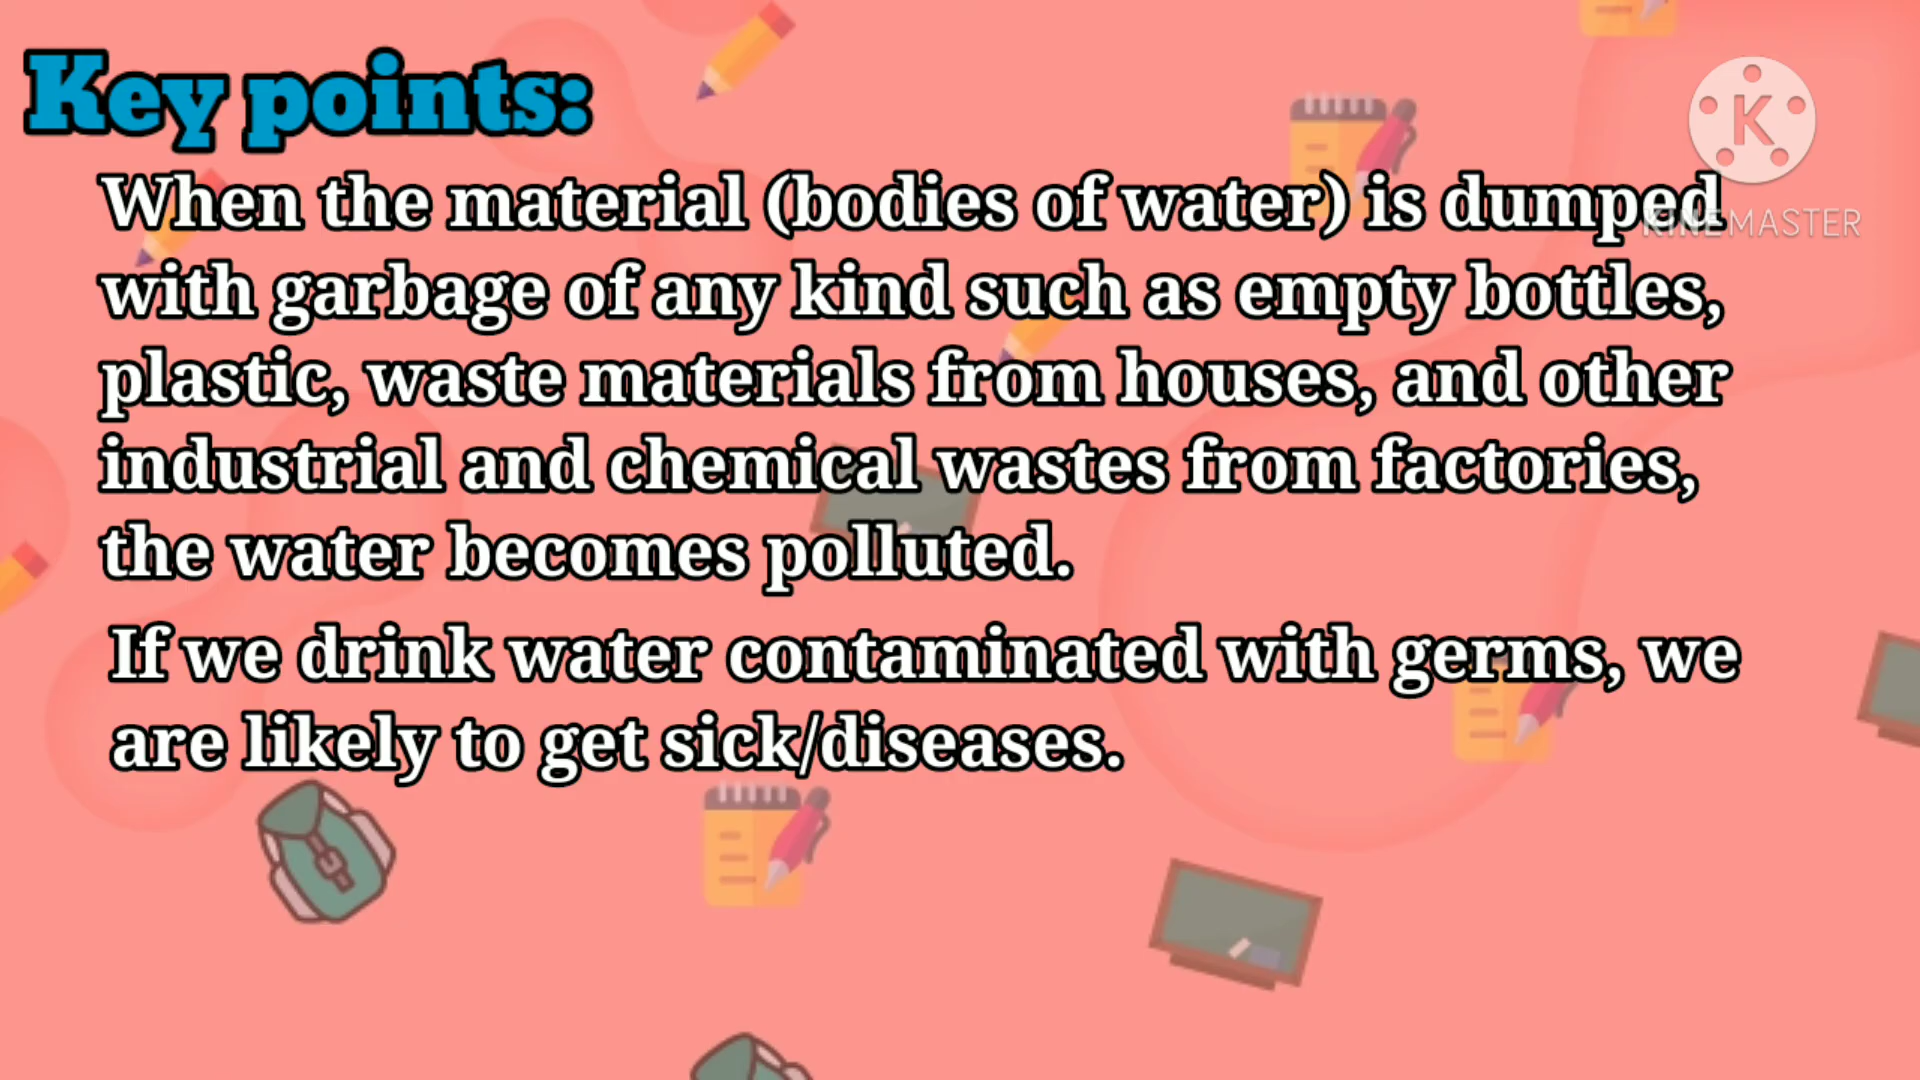 Key points:
K
KINEMASTER
When the material (bodies of water) is dumped
with garbage of any kind such as empty bottles,
plastic, waste materials from houses, and other
industrial and chemical wastes from factories,
the water becomes polluted.
If we drink water contaminated with germs, we
are likely to get sick/diseases.